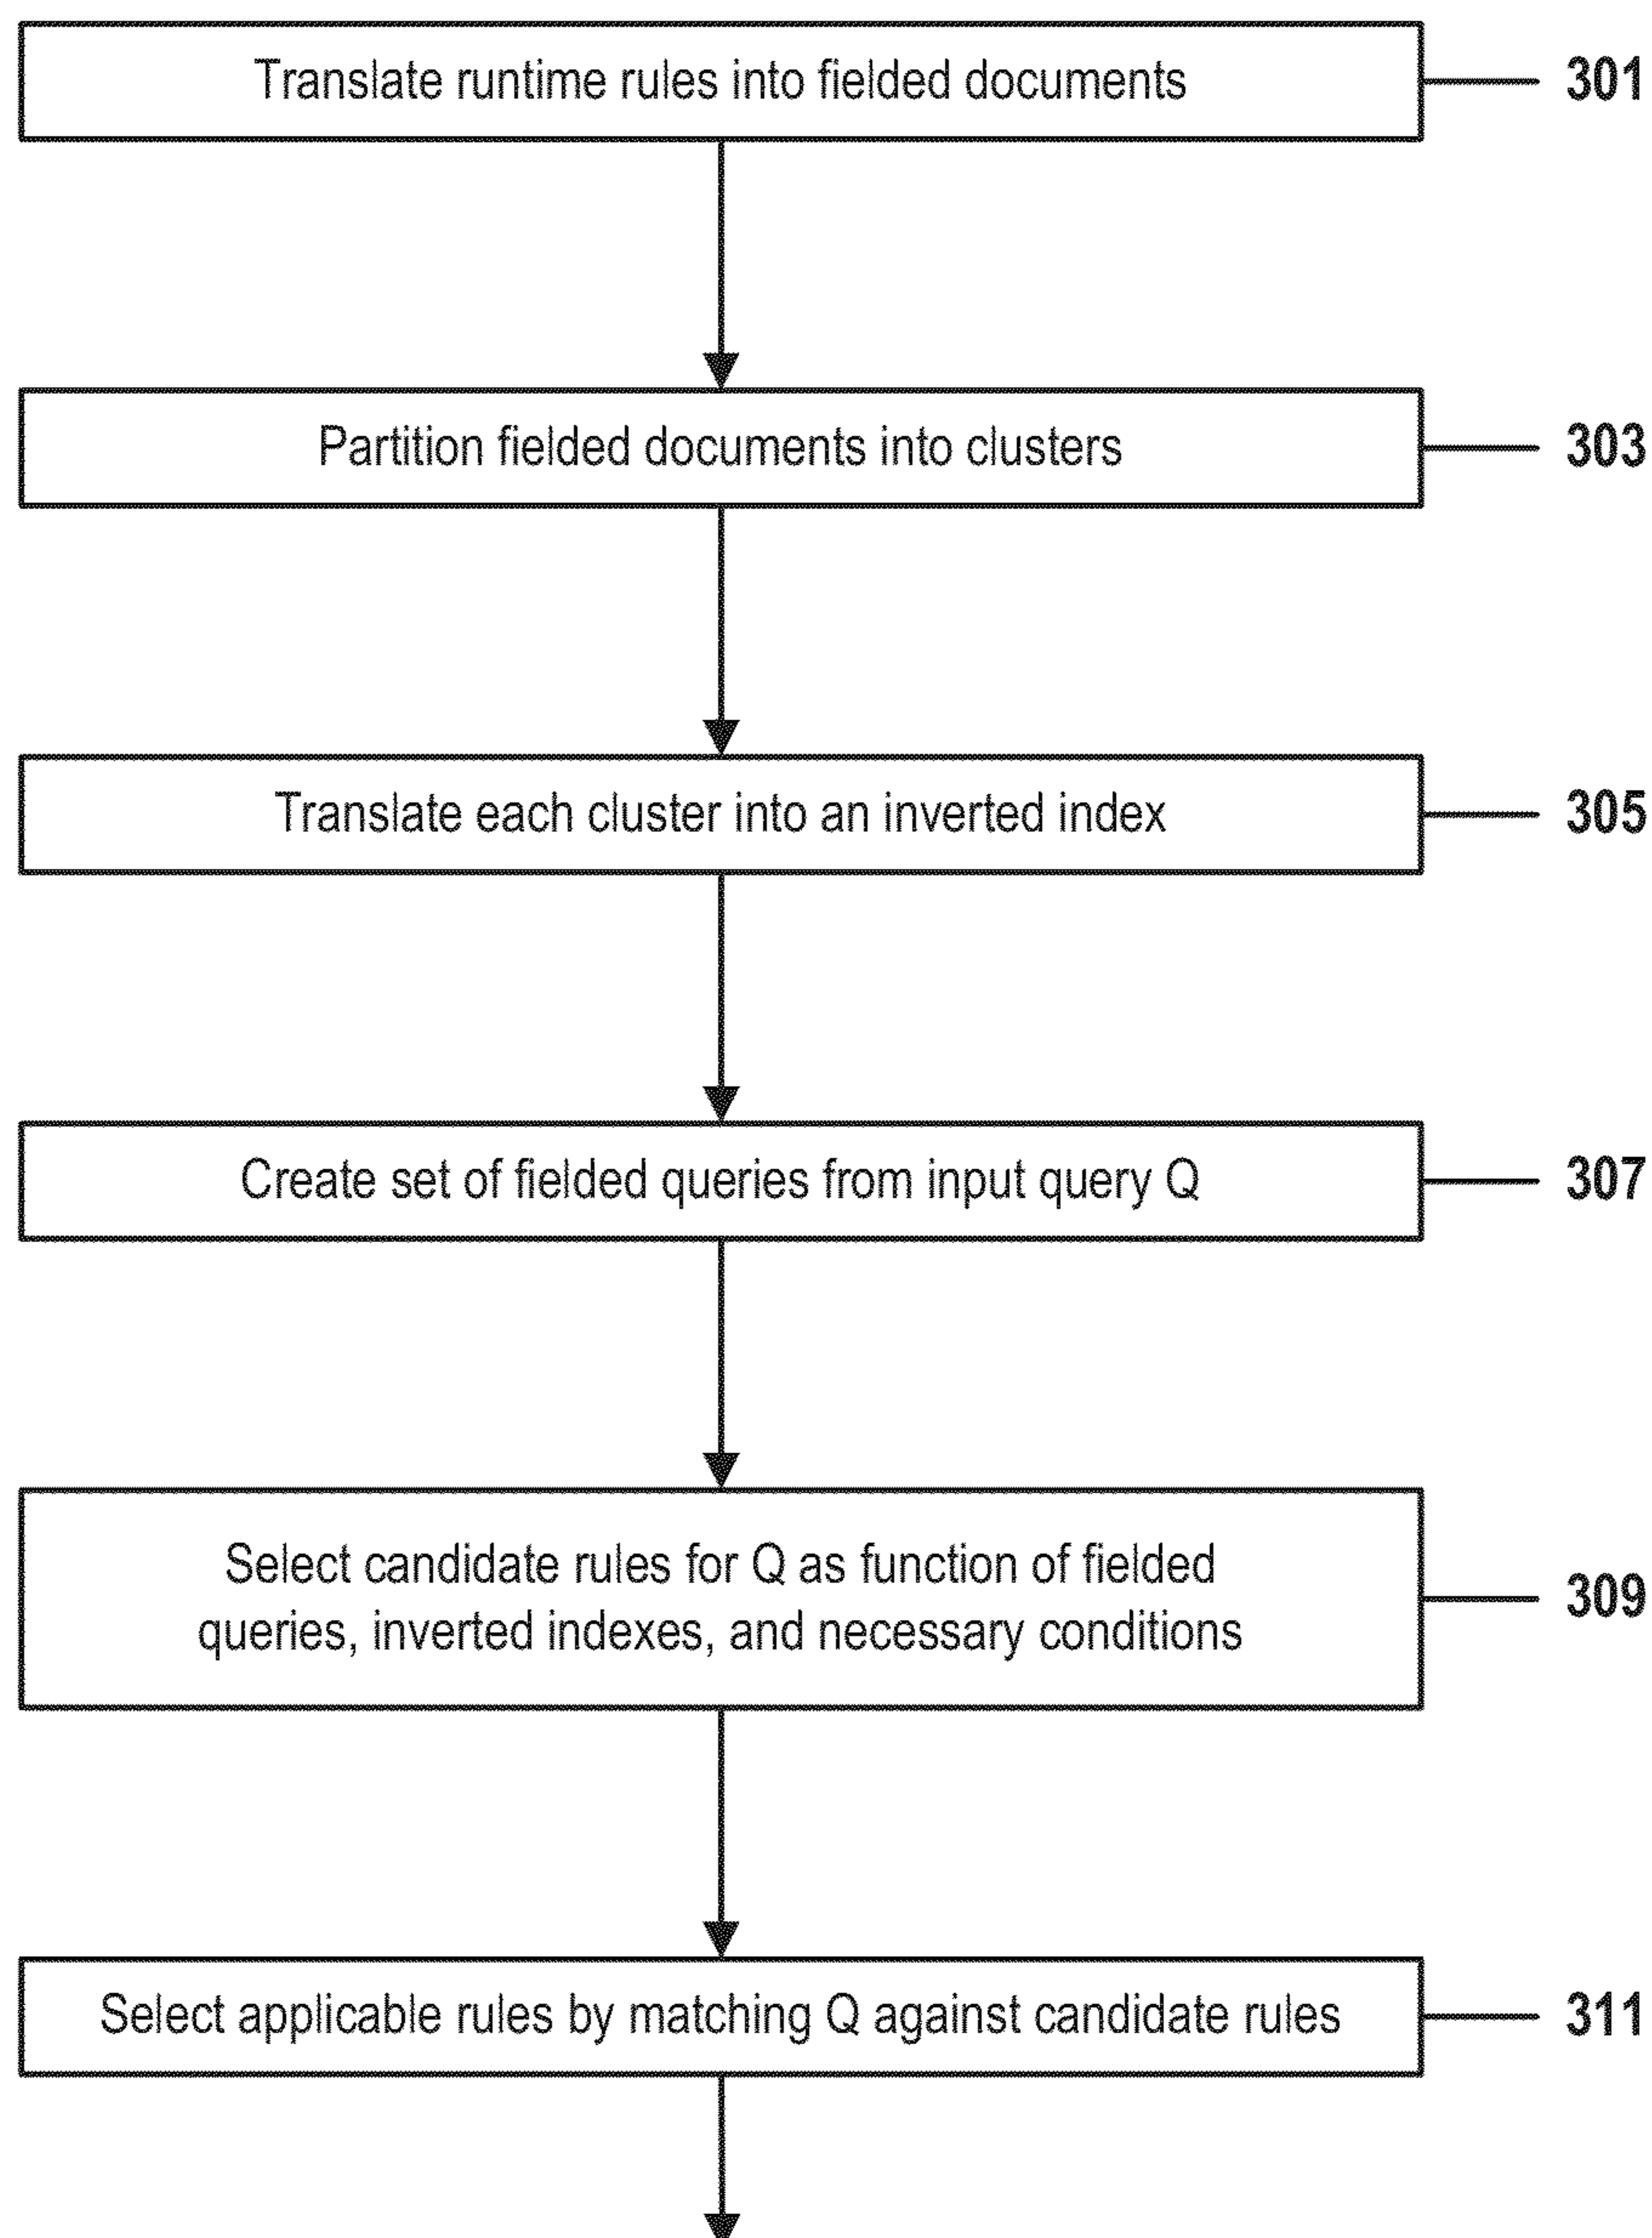 Translate runtime rules into fielded documents
301
Partition fielded documents into clusters
303
Translate each cluster into an inverted index
305
Create set of fielded queries from input query Q
307
Select candidate rules for Q as function of fielded
queries, inverted indexes, and necessary conditions
309
Select applicable rules by matching Q against candidate rules
311